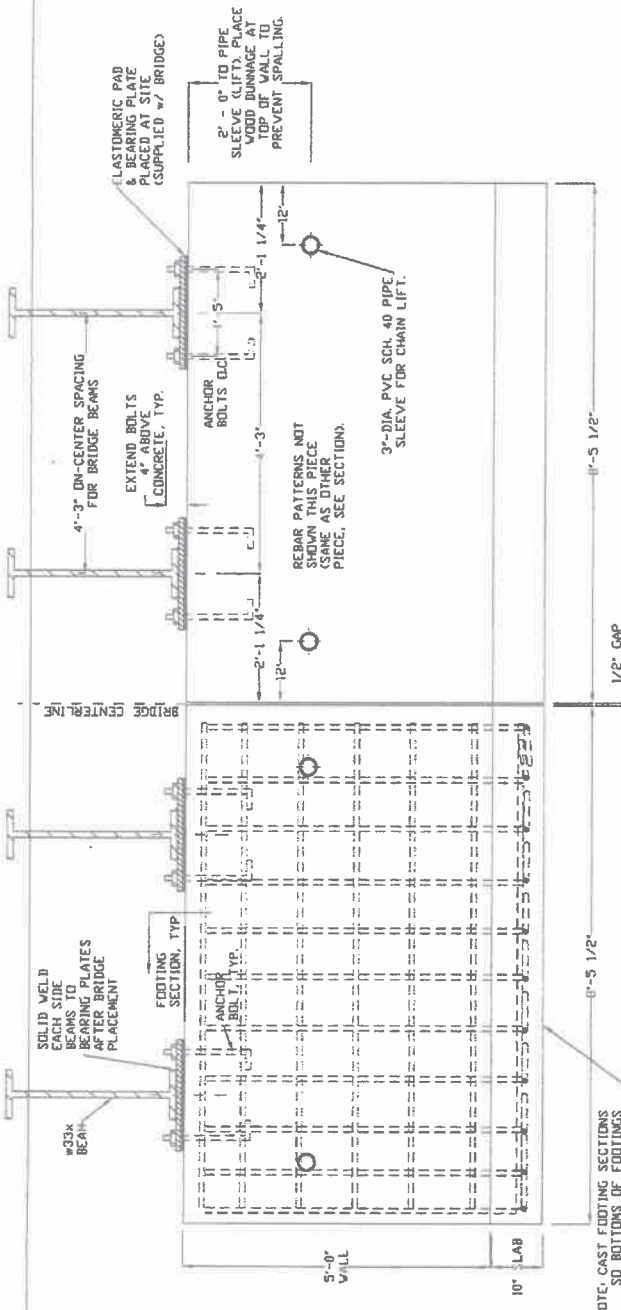 SOLID WELD
EACH SIDE
BEAMS TO
BEARING PLATES
AFTER BRIDGE
PLACEMENT
W33x
BEAM
FOOTING
SECTION, TYP
ANCHOR
BOLT, TYP.
BRIDGE CENTERLINE
4'-3" ON-CENTER SPACING
FOR BRIDGE BEAMS
EXTEND BOLTS
4" ABOVE
CONCRETE, TYP.
ELASTOMERIC PAD
& BEARING PLATE
PLACED AT SITE
(SUPPLIED w/ BRIDGE)
2' - 0" TO PIPE
SLEEVE (LIFT). PLACE
WOOD DUNNAGE AT
TOP OF WALL TO
PREVENT SPALLING.
ANCHOR
BOLTS O.C.
1'-5"
2'-1 1/4"
4'-3"
2'-1 1/4"
12"
12"
REBAR PATTERNS NOT
SHOWN THIS PIECE
(SAME AS OTHER
PIECE, SEE SECTION).
3"-DIA. PVC SCH. 40 PIPE
SLEEVE FOR CHAIN LIFT.
5'-0"
WALL
10" SLAB
8'-5 1/2"
8'-5 1/2"
1/2" GAP
OTE: CAST FOOTING SECTIONS
SO BOTTOMS OF FOOTINGS